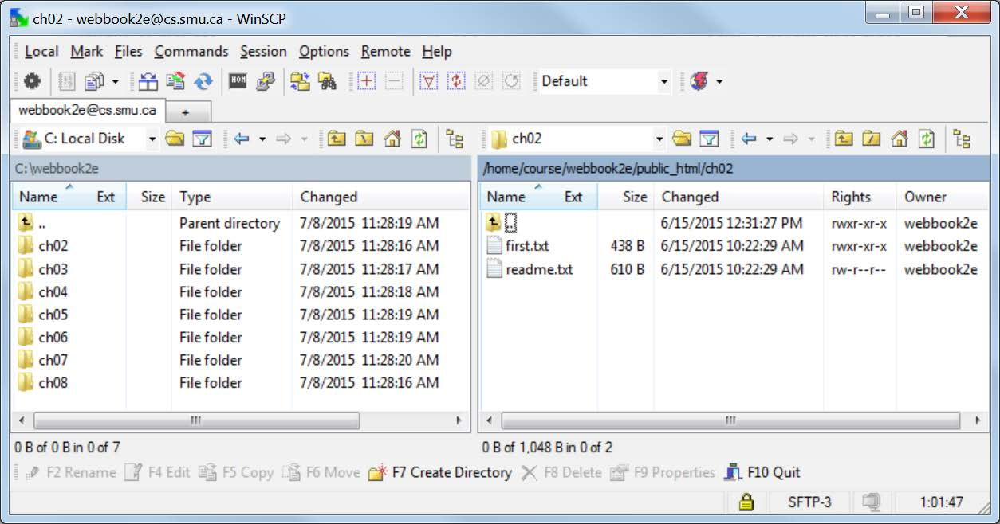 ch02 - webbook2e@cs.smu.ca - WinSCP
Local Mark Files Commands Session Options Remote Help
Default
webbook2e@cs.smu.ca +
C: Local Disk ch02
C:\webbook2e /home/course/webbook2e/public_html/ch02
Name Ext Size Type Changed Name Ext Size Changed Rights Owner
.. Parent directory 7/8/2015 11:28:19 AM .. 6/15/2015 12:31:27 PM rwxr-xr-x webbook2e
ch02 File folder 7/8/2015 11:28:16 AM first.txt 438 B 6/15/2015 10:22:29 AM rwxr-xr-x webbook2e
ch03 File folder 7/8/2015 11:28:17 AM readme.txt 610 B 6/15/2015 10:22:29 AM rw-r--r-- webbook2e
ch04 File folder 7/8/2015 11:28:18 AM
ch05 File folder 7/8/2015 11:28:19 AM
ch06 File folder 7/8/2015 11:28:19 AM
ch07 File folder 7/8/2015 11:28:20 AM
ch08 File folder 7/8/2015 11:28:16 AM
0 B of 0 B in 0 of 7 0 B of 1,048 B in 0 of 2
F2 Rename F4 Edit F5 Copy F6 Move F7 Create Directory F8 Delete F9 Properties F10 Quit
SFTP-3 1:01:47